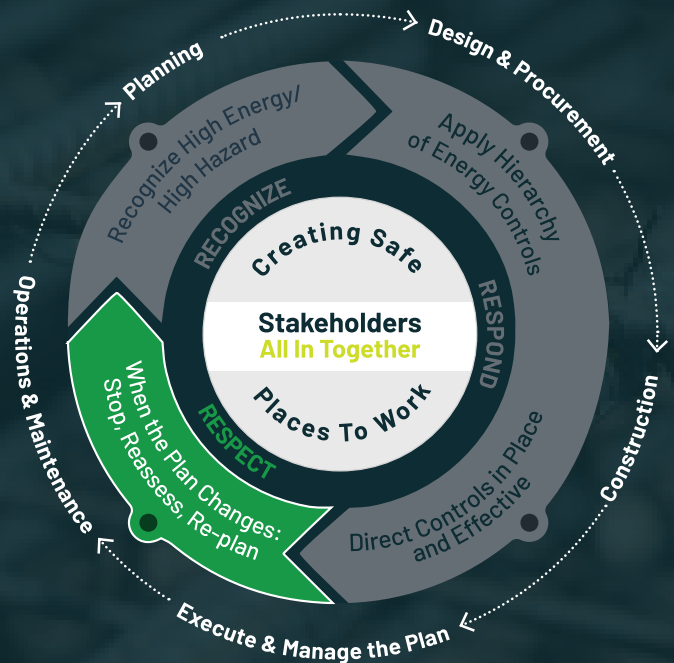 Planning
Design & Procurement
Construction
Execute & Manage the Plan
Operations & Maintenance
Recognize High Energy/
High Hazard
Apply Hierarchy
of Energy Controls
Direct Controls in Place
and Effective
When the Plan Changes:
Stop, Reassess, Re-plan
RECOGNIZE
RESPOND
RESPECT
Creating Safe
Stakeholders
All In Together
Places To Work